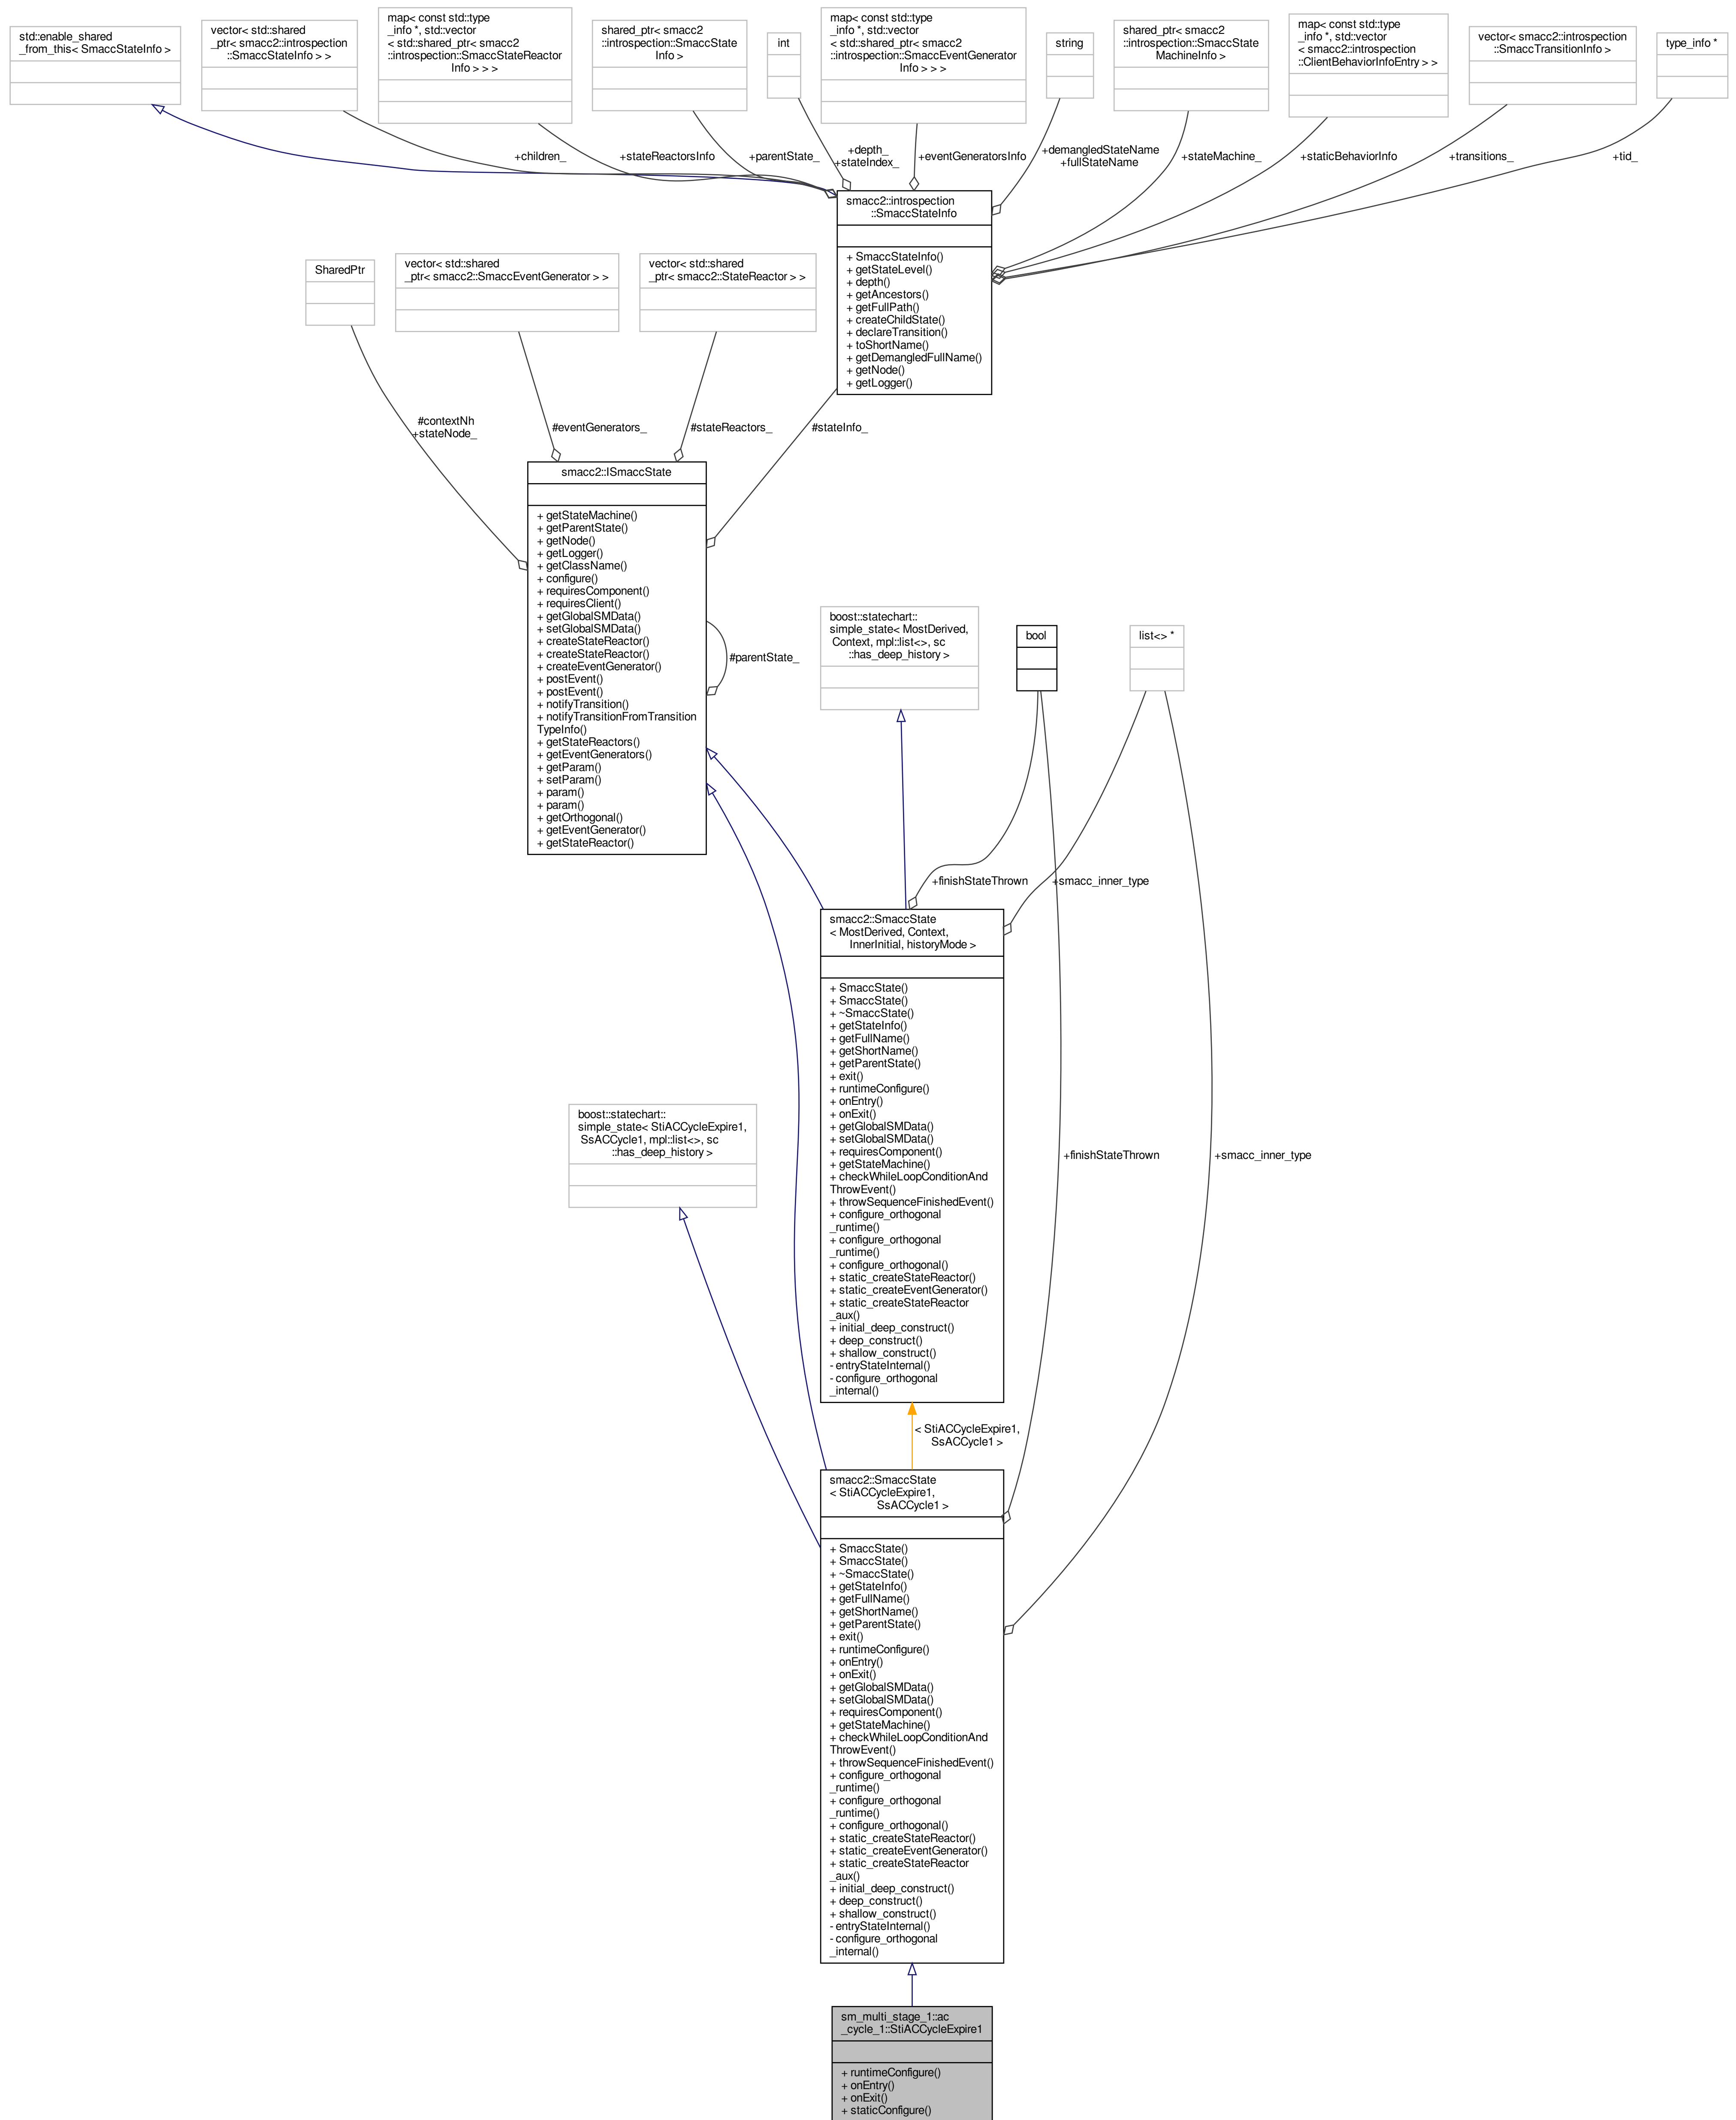 std::enable_shared
_from_this< SmaccStateInfo >
vector< std::shared
_ptr< smacc2::introspection
::SmaccStateInfo > >
map< const std::type
_info *, std::vector
< std::shared_ptr< smacc2
::introspection::SmaccStateReactor
Info > > >
shared_ptr< smacc2
::introspection::SmaccState
Info >
int
map< const std::type
_info *, std::vector
< std::shared_ptr< smacc2
::introspection::SmaccEventGenerator
Info > > >
string
shared_ptr< smacc2
::introspection::SmaccState
MachineInfo >
map< const std::type
_info *, std::vector
< smacc2::introspection
::ClientBehaviorInfoEntry > >
vector< smacc2::introspection
::SmaccTransitionInfo >
type_info *
+children_
+stateReactorsInfo
+parentState_
+depth_
+stateIndex_
+eventGeneratorsInfo
+demangledStateName
+fullStateName
+stateMachine_
+staticBehaviorInfo
+transitions_
+tid_
smacc2::introspection
::SmaccStateInfo
+ SmaccStateInfo()
+ getStateLevel()
+ depth()
+ getAncestors()
+ getFullPath()
+ createChildState()
+ declareTransition()
+ toShortName()
+ getDemangledFullName()
+ getNode()
+ getLogger()
SharedPtr
vector< std::shared
_ptr< smacc2::SmaccEventGenerator > >
vector< std::shared
_ptr< smacc2::StateReactor > >
#contextNh
+stateNode_
#eventGenerators_
#stateReactors_
#stateInfo_
smacc2::ISmaccState
+ getStateMachine()
+ getParentState()
+ getNode()
+ getLogger()
+ getClassName()
+ configure()
+ requiresComponent()
+ requiresClient()
+ getGlobalSMData()
+ setGlobalSMData()
+ createStateReactor()
+ createStateReactor()
+ createEventGenerator()
+ postEvent()
+ postEvent()
+ notifyTransition()
+ notifyTransitionFromTransition
TypeInfo()
+ getStateReactors()
+ getEventGenerators()
+ getParam()
+ setParam()
+ param()
+ param()
+ getOrthogonal()
+ getEventGenerator()
+ getStateReactor()
#parentState_
boost::statechart::
simple_state< MostDerived,
Context, mpl::list<>, sc
::has_deep_history >
bool
list<> *
+finishStateThrown
+smacc_inner_type
smacc2::SmaccState
< MostDerived, Context,
InnerInitial, historyMode >
+ SmaccState()
+ SmaccState()
+ ~SmaccState()
+ getStateInfo()
+ getFullName()
+ getShortName()
+ getParentState()
+ exit()
+ runtimeConfigure()
+ onEntry()
+ onExit()
+ getGlobalSMData()
+ setGlobalSMData()
+ requiresComponent()
+ getStateMachine()
+ checkWhileLoopConditionAnd
ThrowEvent()
+ throwSequenceFinishedEvent()
+ configure_orthogonal
_runtime()
+ configure_orthogonal
_runtime()
+ configure_orthogonal()
+ static_createStateReactor()
+ static_createEventGenerator()
+ static_createStateReactor
_aux()
+ initial_deep_construct()
+ deep_construct()
+ shallow_construct()
- entryStateInternal()
- configure_orthogonal
_internal()
boost::statechart::
simple_state< StiACCycleExpire1,
SsACCycle1, mpl::list<>, sc
::has_deep_history >
+finishStateThrown
+smacc_inner_type
< StiACCycleExpire1,
SsACCycle1 >
smacc2::SmaccState
< StiACCycleExpire1,
SsACCycle1 >
+ SmaccState()
+ SmaccState()
+ ~SmaccState()
+ getStateInfo()
+ getFullName()
+ getShortName()
+ getParentState()
+ exit()
+ runtimeConfigure()
+ onEntry()
+ onExit()
+ getGlobalSMData()
+ setGlobalSMData()
+ requiresComponent()
+ getStateMachine()
+ checkWhileLoopConditionAnd
ThrowEvent()
+ throwSequenceFinishedEvent()
+ configure_orthogonal
_runtime()
+ configure_orthogonal
_runtime()
+ configure_orthogonal()
+ static_createStateReactor()
+ static_createEventGenerator()
+ static_createStateReactor
_aux()
+ initial_deep_construct()
+ deep_construct()
+ shallow_construct()
- entryStateInternal()
- configure_orthogonal
_internal()
sm_multi_stage_1::ac
_cycle_1::StiACCycleExpire1
+ runtimeConfigure()
+ onEntry()
+ onExit()
+ staticConfigure()